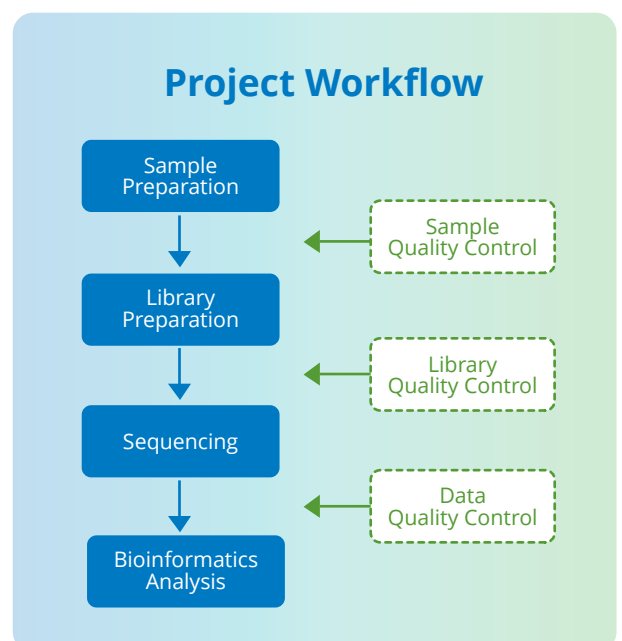 Project Workflow
Sample
Preparation
Sample
Quality Control
Library
Preparation
Library
Quality Control
Sequencing
Data
Quality Control
Bioinformatics
Analysis